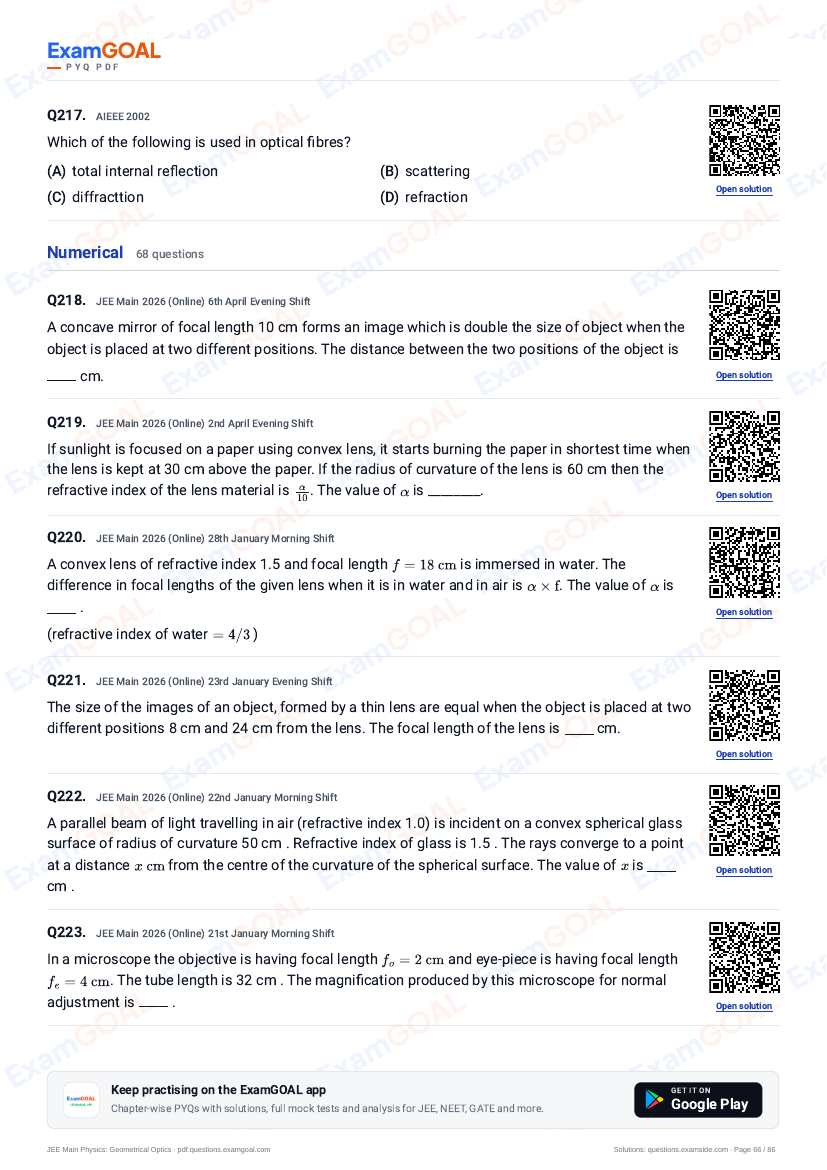 ExamGOAL
PYQ PDF
Q217. AIEEE 2002
Which of the following is used in optical fibres?
(A) total internal reflection (B) scattering
(C) diffracttion (D) refraction
Open solution
Numerical 68 questions
Q218. JEE Main 2026 (Online) 6th April Evening Shift
A concave mirror of focal length 10 cm forms an image which is double the size of object when the
object is placed at two different positions. The distance between the two positions of the object is
____ cm.
Open solution
Q219. JEE Main 2026 (Online) 2nd April Evening Shift
If sunlight is focused on a paper using convex lens, it starts burning the paper in shortest time when
the lens is kept at 30 cm above the paper. If the radius of curvature of the lens is 60 cm then the
refractive index of the lens material is α/10. The value of α is _______.
Open solution
Q220. JEE Main 2026 (Online) 28th January Morning Shift
A convex lens of refractive index 1.5 and focal length f = 18 cm is immersed in water. The
difference in focal lengths of the given lens when it is in water and in air is α × f. The value of α is
____ .
(refractive index of water = 4/3 )
Open solution
Q221. JEE Main 2026 (Online) 23rd January Evening Shift
The size of the images of an object, formed by a thin lens are equal when the object is placed at two
different positions 8 cm and 24 cm from the lens. The focal length of the lens is ____ cm.
Open solution
Q222. JEE Main 2026 (Online) 22nd January Morning Shift
A parallel beam of light travelling in air (refractive index 1.0) is incident on a convex spherical glass
surface of radius of curvature 50 cm . Refractive index of glass is 1.5 . The rays converge to a point
at a distance x cm from the centre of the curvature of the spherical surface. The value of x is ____
cm .
Open solution
Q223. JEE Main 2026 (Online) 21st January Morning Shift
In a microscope the objective is having focal length fₒ = 2 cm and eye-piece is having focal length
fₑ = 4 cm. The tube length is 32 cm . The magnification produced by this microscope for normal
adjustment is ____ .
Open solution
ExamGOAL
Keep practising on the ExamGOAL app
Chapter-wise PYQs with solutions, full mock tests and analysis for JEE, NEET, GATE and more.
GET IT ON
Google Play
JEE Main Physics: Geometrical Optics · pdf.questions.examgoal.com
Solutions: questions.examside.com · Page 66 / 86